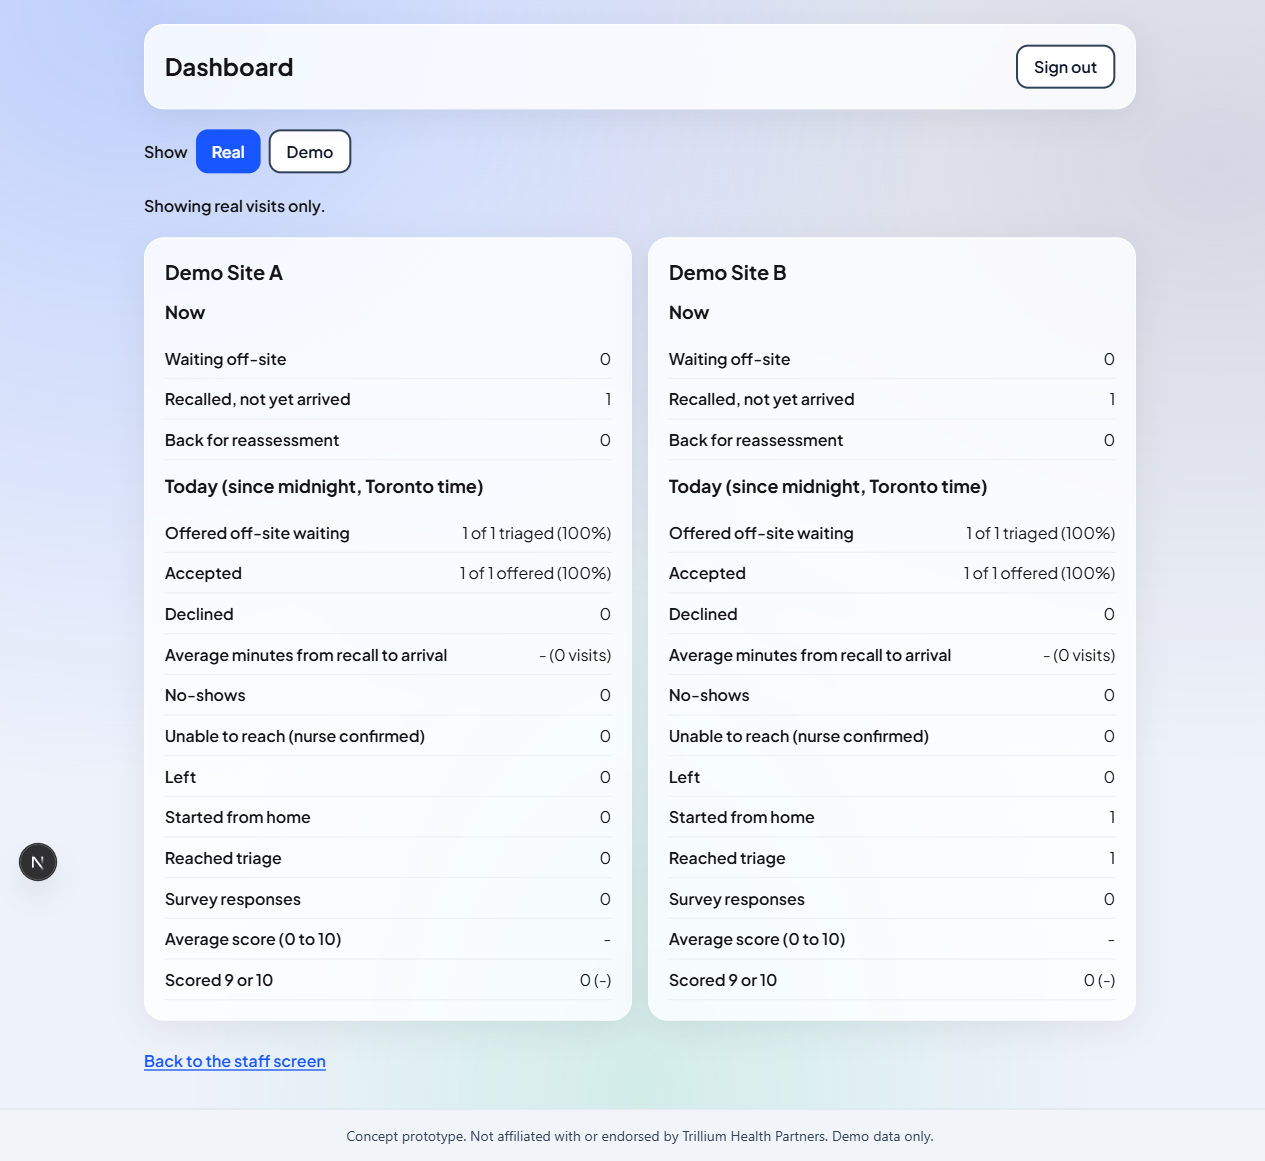 Dashboard
Sign out
Show Real Demo
Showing real visits only.
Demo Site A
Now
Waiting off-site 0
Recalled, not yet arrived 1
Back for reassessment 0
Today (since midnight, Toronto time)
Offered off-site waiting 1 of 1 triaged (100%)
Accepted 1 of 1 offered (100%)
Declined 0
Average minutes from recall to arrival - (0 visits)
No-shows 0
Unable to reach (nurse confirmed) 0
Left 0
Started from home 0
Reached triage 0
Survey responses 0
Average score (0 to 10) -
Scored 9 or 10 0 (-)
Demo Site B
Now
Waiting off-site 0
Recalled, not yet arrived 1
Back for reassessment 0
Today (since midnight, Toronto time)
Offered off-site waiting 1 of 1 triaged (100%)
Accepted 1 of 1 offered (100%)
Declined 0
Average minutes from recall to arrival - (0 visits)
No-shows 0
Unable to reach (nurse confirmed) 0
Left 0
Started from home 1
Reached triage 1
Survey responses 0
Average score (0 to 10) -
Scored 9 or 10 0 (-)
N
Back to the staff screen
Concept prototype. Not affiliated with or endorsed by Trillium Health Partners. Demo data only.